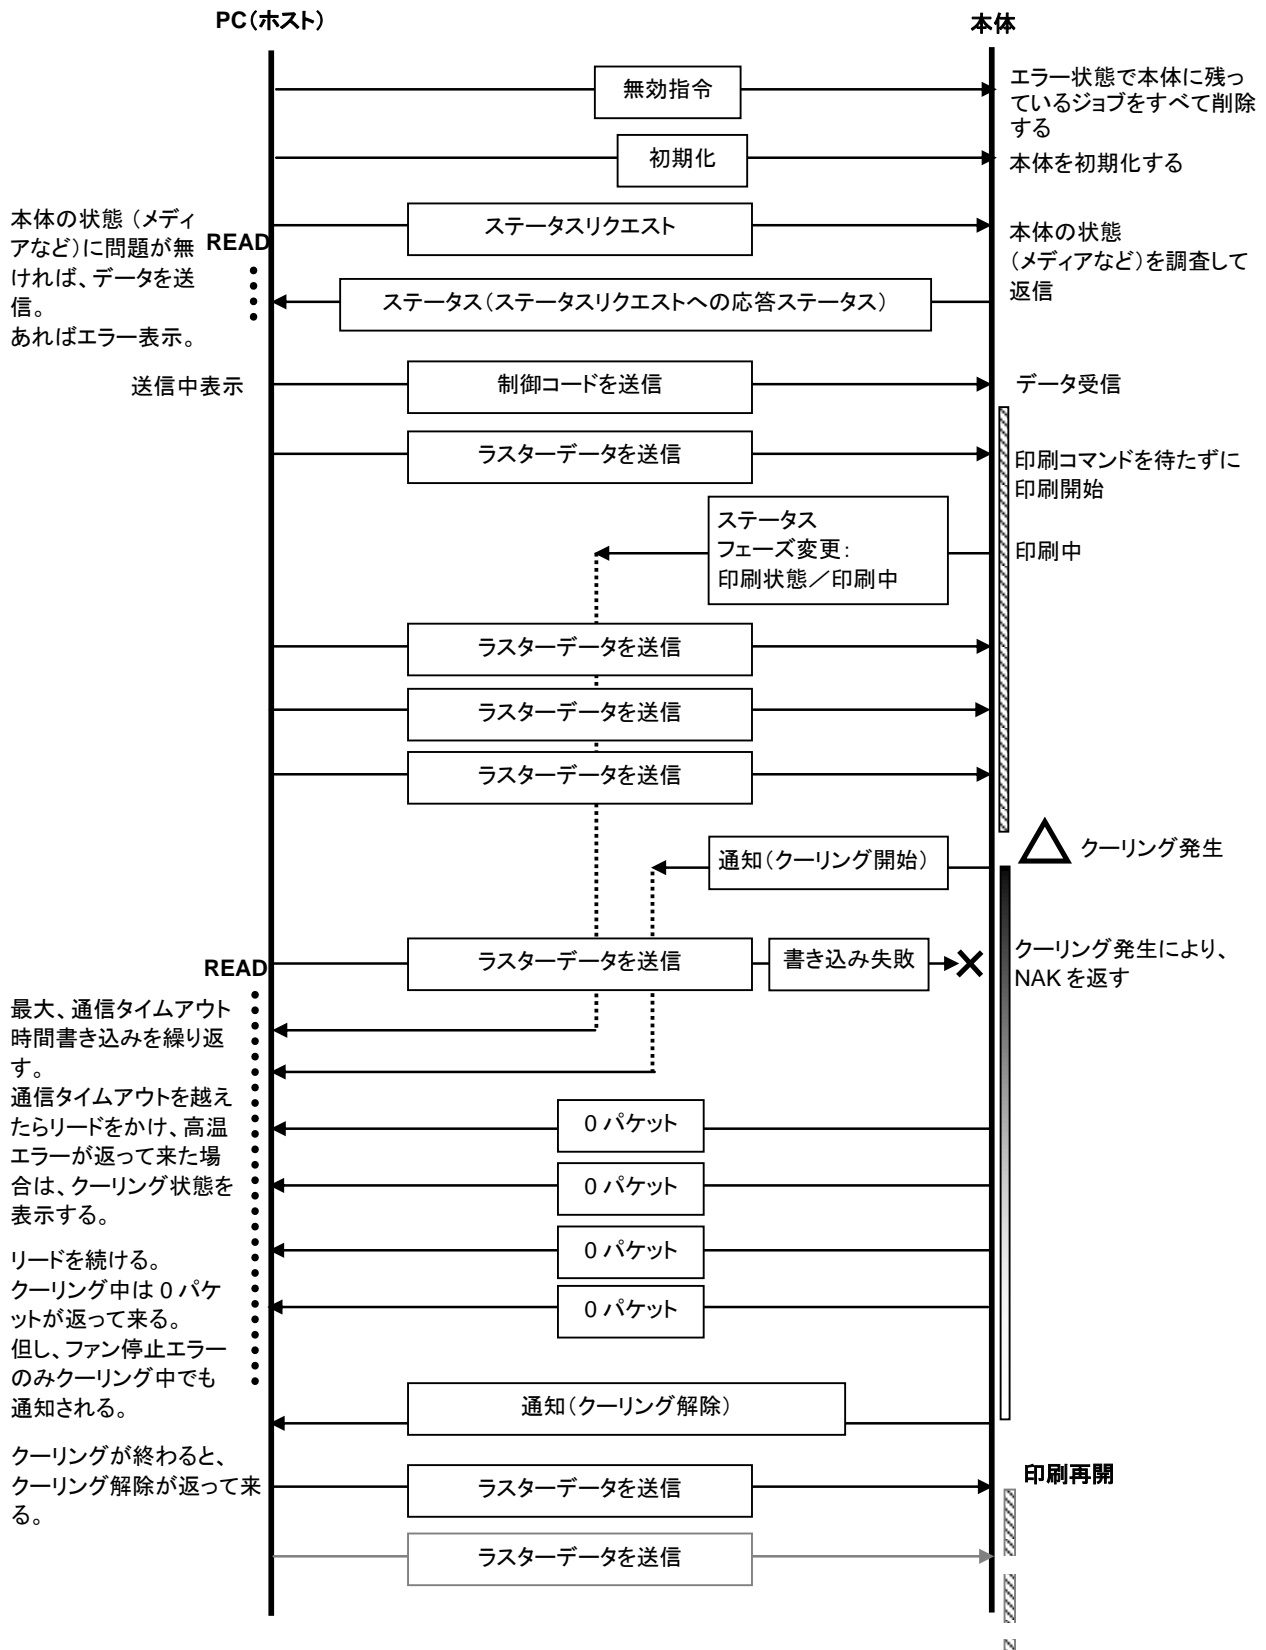 PC（ホスト）
本体
無効指令
エラー状態で本体に残っ
ているジョブをすべて削除
する
初期化
本体を初期化する
本体の状態（メディ
アなど）に問題が無
ければ、データを送
信。
あればエラー表示。
READ
ステータスリクエスト
本体の状態
（メディアなど）を調査して
返信
ステータス（ステータスリクエストへの応答ステータス）
送信中表示
制御コードを送信
データ受信
ラスターデータを送信
印刷コマンドを待たずに
印刷開始
ステータス
フェーズ変更：
印刷状態／印刷中
印刷中
ラスターデータを送信
ラスターデータを送信
ラスターデータを送信
クーリング発生
通知（クーリング開始）
READ
ラスターデータを送信
書き込み失敗
クーリング発生により、
NAK を返す
最大、通信タイムアウト
時間書き込みを繰り返
す。
通信タイムアウトを越え
たらリードをかけ、高温
エラーが返って来た場
合は、クーリング状態を
表示する。
0 パケット
0 パケット
0 パケット
0 パケット
リードを続ける。
クーリング中は 0 パケ
ットが返って来る。
但し、ファン停止エラー
のみクーリング中でも
通知される。
通知（クーリング解除）
クーリングが終わると、
クーリング解除が返って来
る。
ラスターデータを送信
印刷再開
ラスターデータを送信